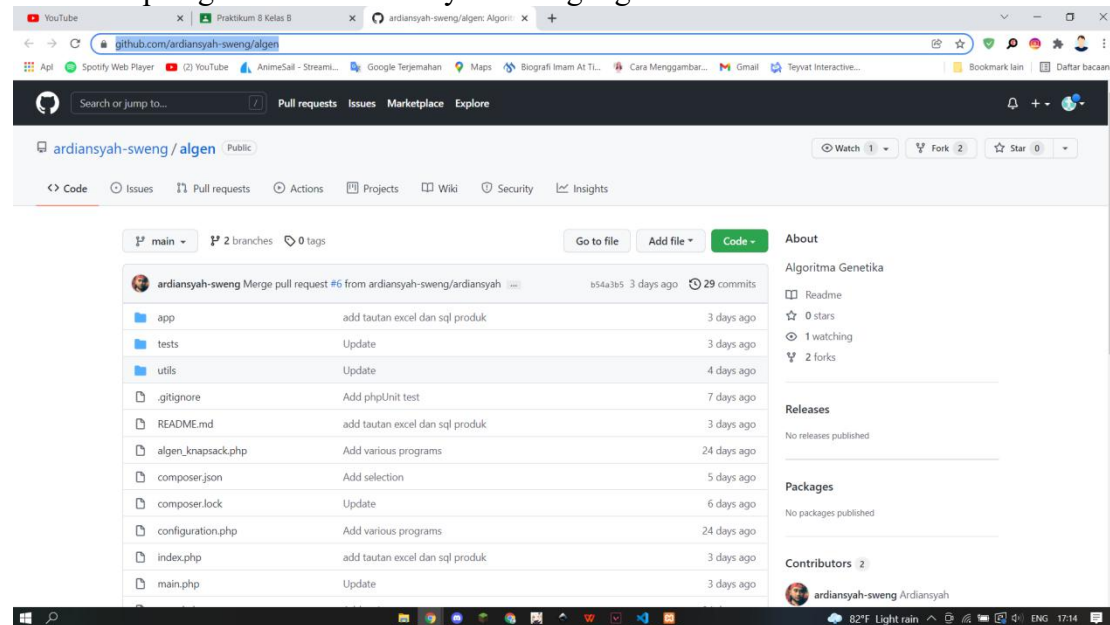 YouTube
Praktikum 8 Kelas B
ardiansyah-sweng/algen: Algorit
github.com/ardiansyah-sweng/algen
Apl
Spotify Web Player
(2) YouTube
AnimeSail - Streami...
Google Terjemahan
Maps
Biografi Imam At Ti...
Cara Menggambar...
Gmail
Teyvat Interactive...
Bookmark lain
Daftar bacaan
Search or jump to...
/
Pull requests Issues Marketplace Explore
ardiansyah-sweng / algen Public
Watch 1
Fork 2
Star 0
Code
Issues
Pull requests
Actions
Projects
Wiki
Security
Insights
main
2 branches
0 tags
Go to file
Add file
Code
ardiansyah-sweng Merge pull request #6 from ardiansyah-sweng/ardiansyah ... b54a3b5 3 days ago 29 commits
app add tautan excel dan sql produk 3 days ago
tests Update 3 days ago
utils Update 4 days ago
.gitignore Add phpUnit test 7 days ago
README.md add tautan excel dan sql produk 3 days ago
algen_knapsack.php Add various programs 24 days ago
composer.json Add selection 5 days ago
composer.lock Update 6 days ago
configuration.php Add various programs 24 days ago
index.php add tautan excel dan sql produk 3 days ago
main.php Update 3 days ago
About
Algoritma Genetika
Readme
0 stars
1 watching
2 forks
Releases
No releases published
Packages
No packages published
Contributors 2
ardiansyah-sweng Ardiansyah
82°F Light rain
ENG
17:14